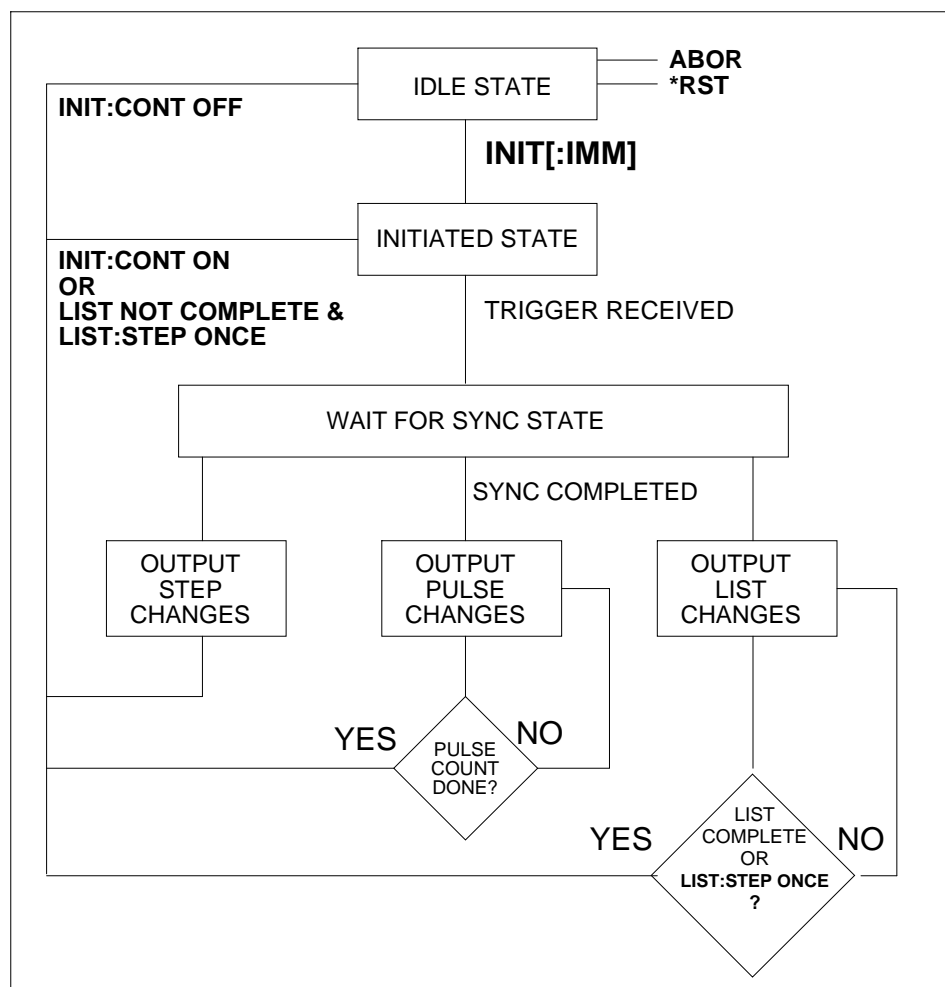 ABOR
IDLE STATE
*RST
INIT:CONT OFF
INIT[:IMM]
INITIATED STATE
INIT:CONT ON
OR
LIST NOT COMPLETE &
LIST:STEP ONCE
TRIGGER RECEIVED
WAIT FOR SYNC STATE
SYNC COMPLETED
OUTPUT
STEP
CHANGES
OUTPUT
PULSE
CHANGES
OUTPUT
LIST
CHANGES
YES
NO
PULSE
COUNT
DONE?
YES
NO
LIST
COMPLETE
OR
LIST:STEP ONCE
?